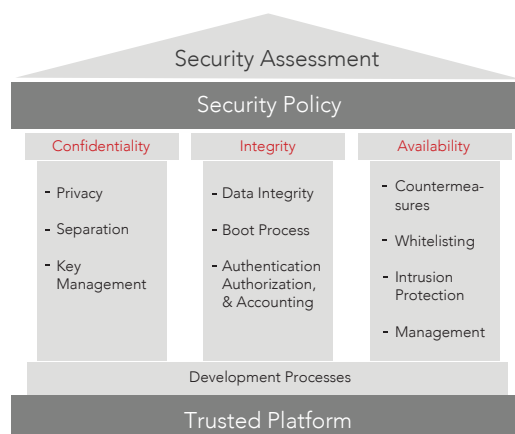 Security Assessment
Security Policy
Confidentiality
- Privacy
- Separation
- Key
Management
Integrity
- Data Integrity
- Boot Process
- Authentication
Authorization,
& Accounting
Availability
- Countermea-
sures
- Whitelisting
- Intrusion
Protection
- Management
Development Processes
Trusted Platform